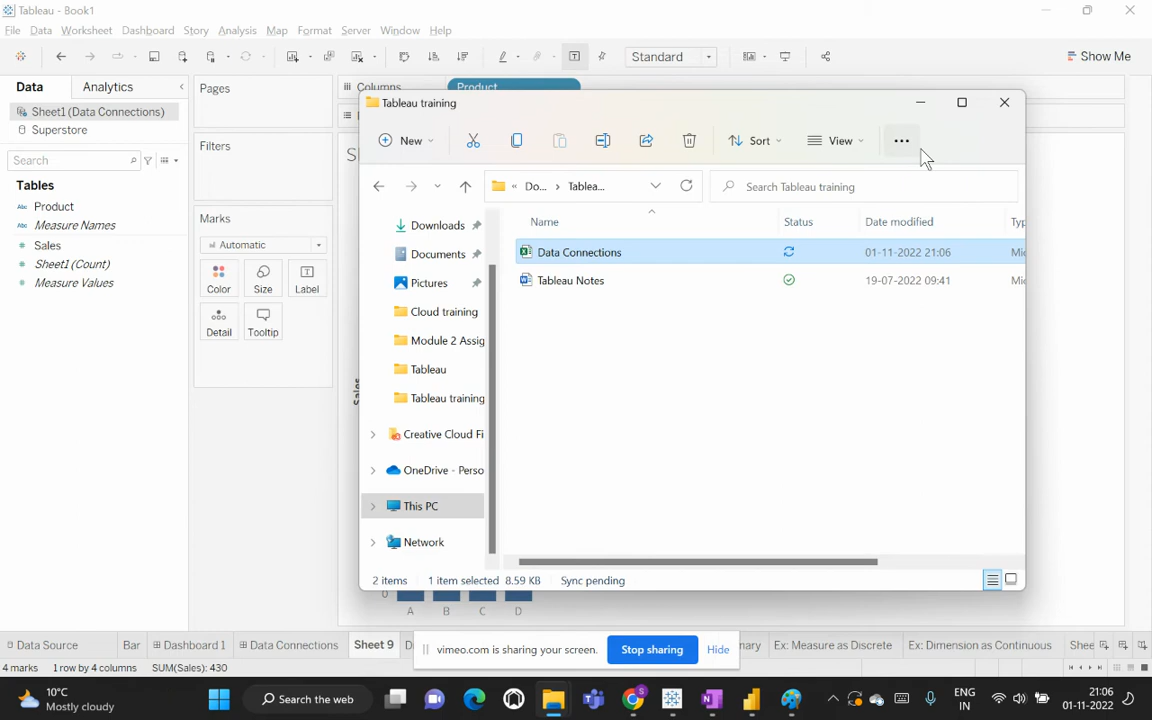 Tableau - Book1
File Data Worksheet Dashboard Story Analysis Map Format Server Window Help
Standard
Show Me
Data
Analytics
Sheet1 (Data Connections)
Superstore
Search
Tables
Abc Product
Abc Measure Names
Sales
Sheet1 (Count)
Measure Values
Pages
Filters
Marks
Automatic
Color
Size
Label
Detail
Tooltip
Columns
Product
Sales
Tableau training
New
Sort
View
« Do... > Tablea...
Search Tableau training
Name
Status
Date modified
Data Connections
01-11-2022 21:06
Tableau Notes
19-07-2022 09:41
Downloads
Documents
Pictures
Cloud training
Module 2 Assig
Tableau
Tableau training
Creative Cloud Fi
OneDrive - Perso
This PC
Network
2 items
1 item selected 8.59 KB
Sync pending
0
A B C D
Data Source
Bar
Dashboard 1
Data Connections
Sheet 9
Ex: Measure as Discrete
Ex: Dimension as Continuous
vimeo.com is sharing your screen.
Stop sharing
Hide
4 marks 1 row by 4 columns SUM(Sales): 430
10°C
Mostly cloudy
Search the web
ENG
IN
21:06
01-11-2022